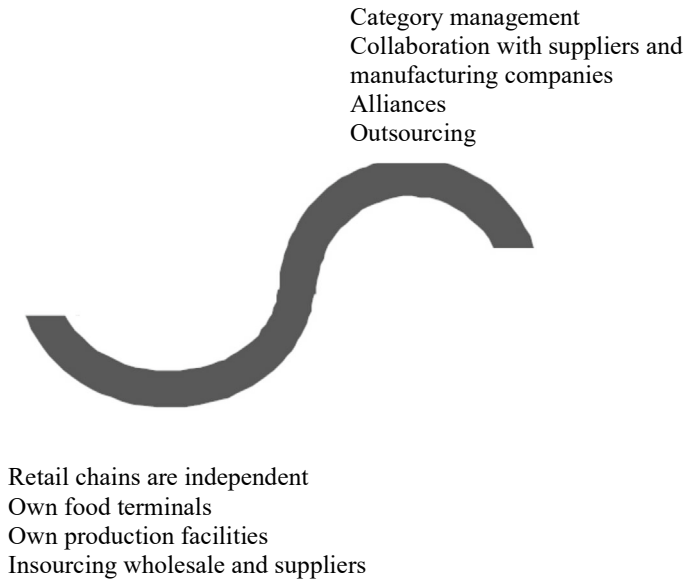 Category management
Collaboration with suppliers and
manufacturing companies
Alliances
Outsourcing
Retail chains are independent
Own food terminals
Own production facilities
Insourcing wholesale and suppliers